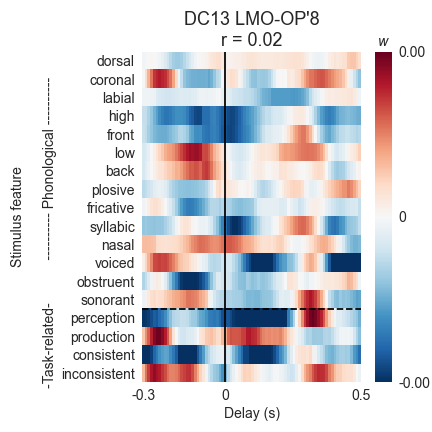 DC13 LMO-OP'8
r = 0.02
w
0.00
0
-0.00
Stimulus feature
---------- Phonological ----------
-Task-related-
dorsal
coronal
labial
high
front
low
back
plosive
fricative
syllabic
nasal
voiced
obstruent
sonorant
perception
production
consistent
inconsistent
-0.3 0 0.5
Delay (s)